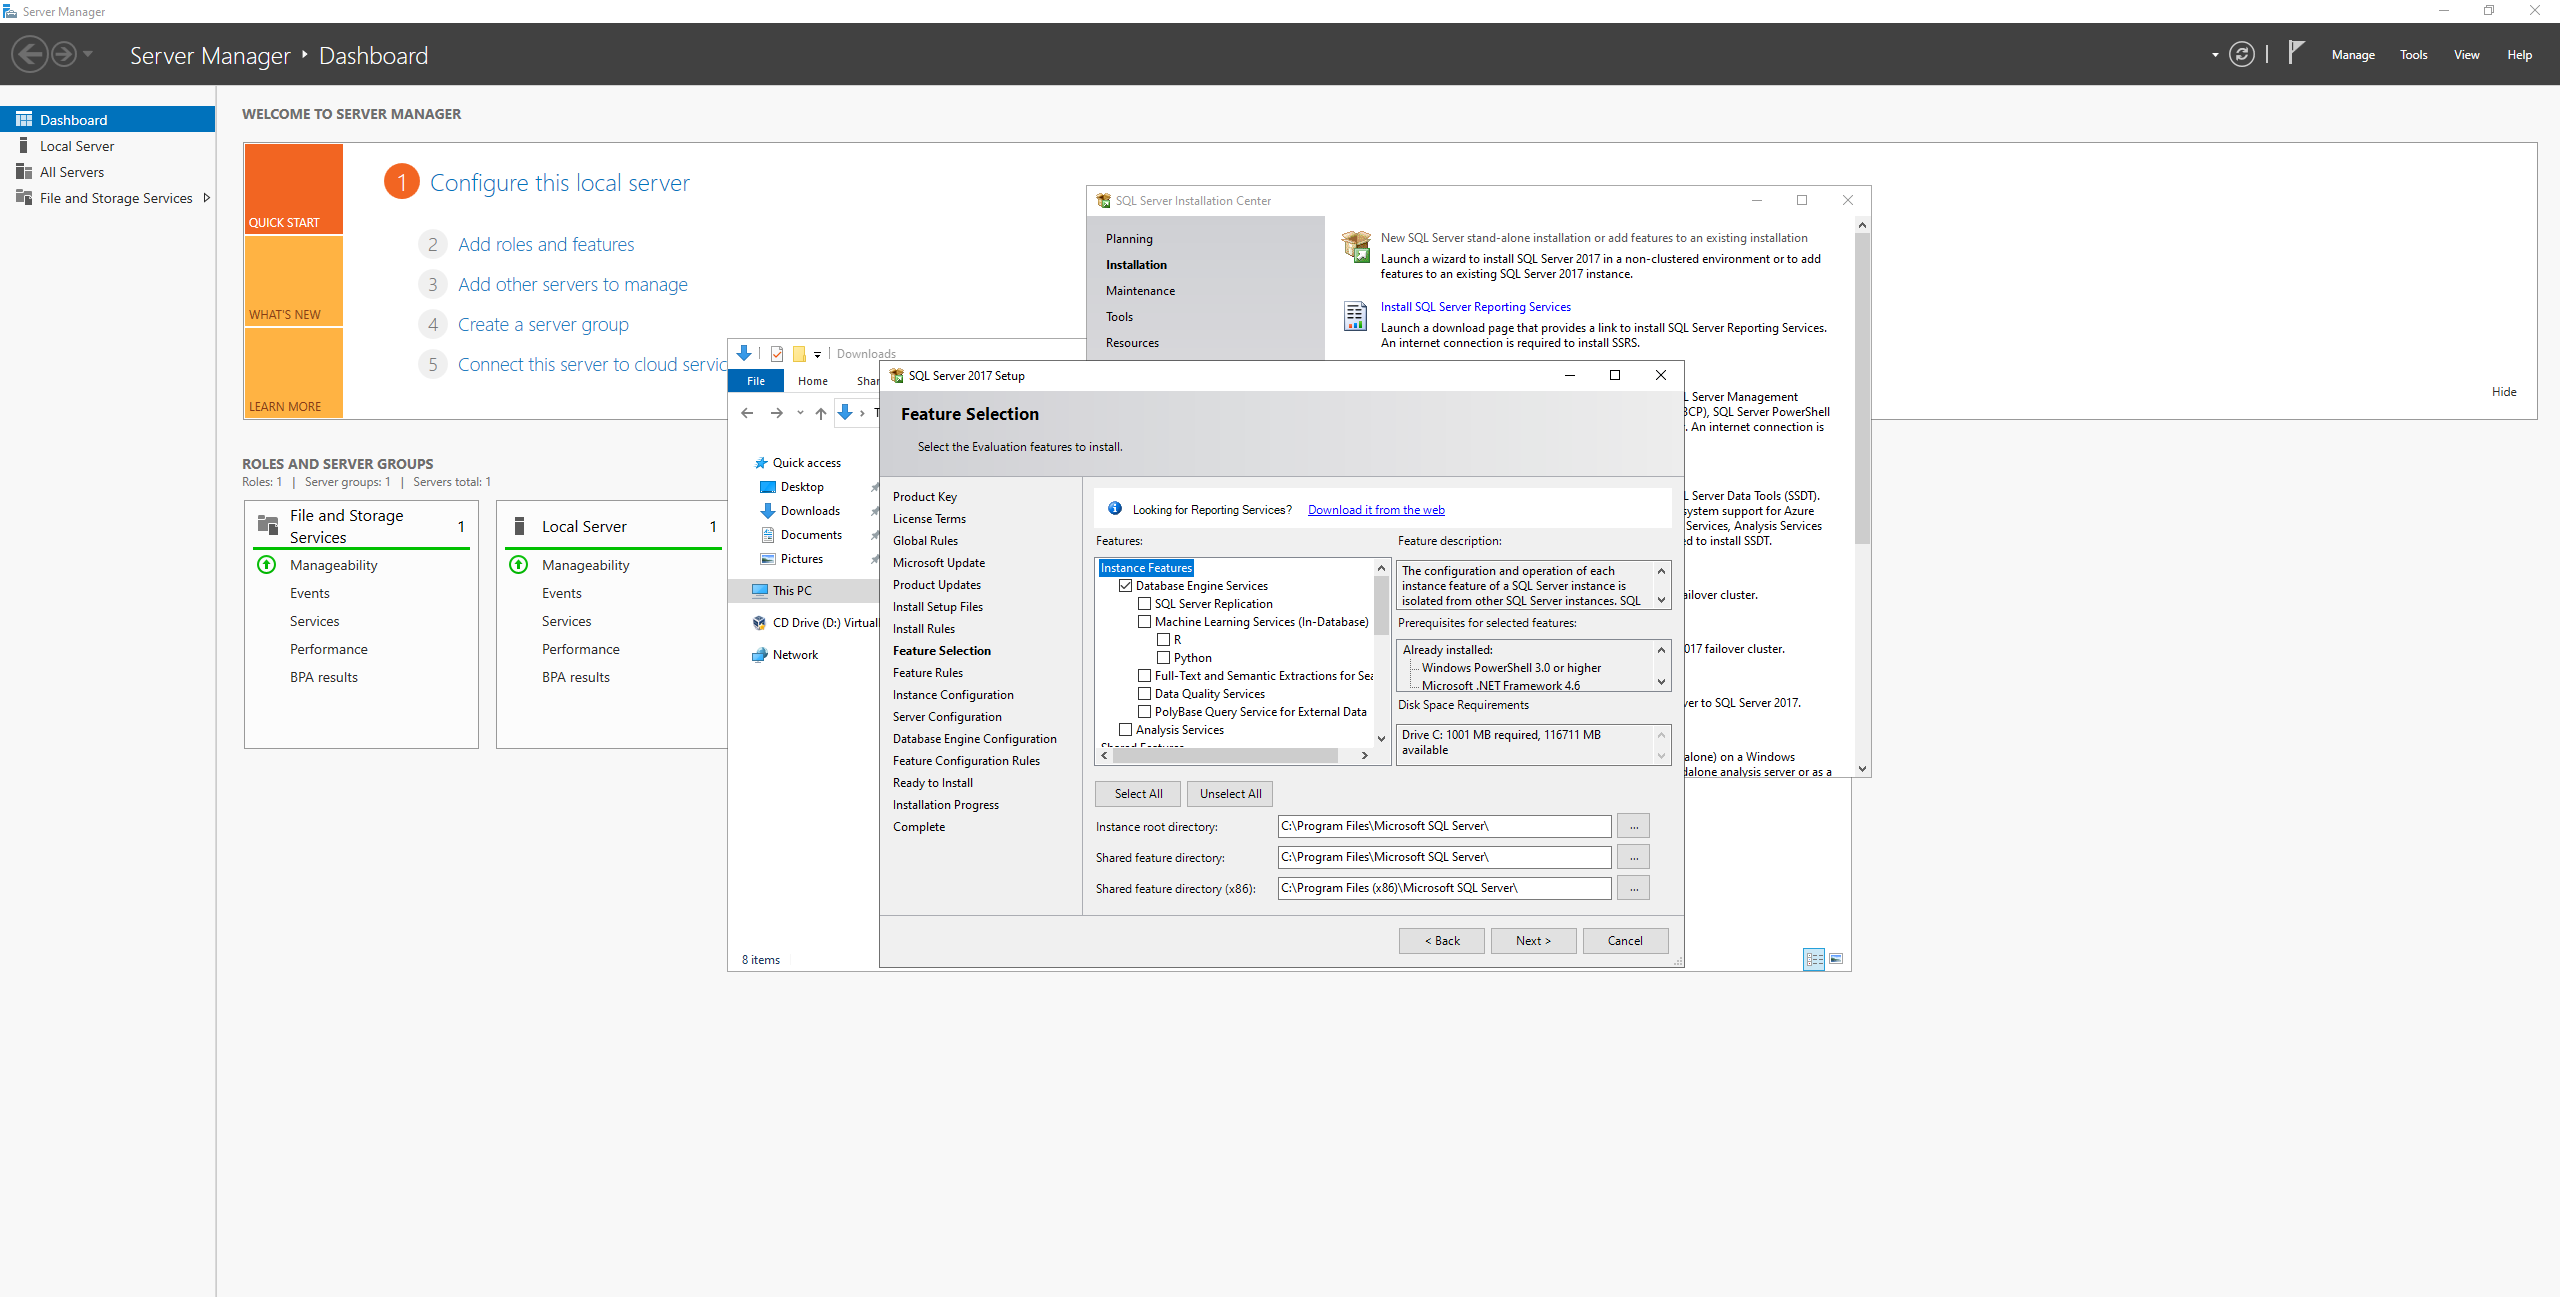 Server Manager
Server Manager ‣ Dashboard
Manage Tools View Help
Dashboard
Local Server
All Servers
File and Storage Services
WELCOME TO SERVER MANAGER
QUICK START
WHAT'S NEW
LEARN MORE
1 Configure this local server
2 Add roles and features
3 Add other servers to manage
4 Create a server group
5 Connect this server to cloud servic
Hide
ROLES AND SERVER GROUPS
Roles: 1 | Server groups: 1 | Servers total: 1
File and Storage Services 1
Manageability
Events
Services
Performance
BPA results
Local Server 1
Manageability
Events
Services
Performance
BPA results
Downloads
File Home Shar
Quick access
Desktop
Downloads
Documents
Pictures
This PC
CD Drive (D:) Virtual
Network
8 items
SQL Server Installation Center
Planning
Installation
Maintenance
Tools
Resources
New SQL Server stand-alone installation or add features to an existing installation
Launch a wizard to install SQL Server 2017 in a non-clustered environment or to add
features to an existing SQL Server 2017 instance.
Install SQL Server Reporting Services
Launch a download page that provides a link to install SQL Server Reporting Services.
An internet connection is required to install SSRS.
L Server Management
BCP), SQL Server PowerShell
. An internet connection is
L Server Data Tools (SSDT).
system support for Azure
Services, Analysis Services
ed to install SSDT.
ailover cluster.
017 failover cluster.
ver to SQL Server 2017.
alone) on a Windows
dalone analysis server or as a
SQL Server 2017 Setup
Feature Selection
Select the Evaluation features to install.
Product Key
License Terms
Global Rules
Microsoft Update
Product Updates
Install Setup Files
Install Rules
Feature Selection
Feature Rules
Instance Configuration
Server Configuration
Database Engine Configuration
Feature Configuration Rules
Ready to Install
Installation Progress
Complete
Looking for Reporting Services? Download it from the web
Features:
Instance Features
Database Engine Services
SQL Server Replication
Machine Learning Services (In-Database)
R
Python
Full-Text and Semantic Extractions for Sea
Data Quality Services
PolyBase Query Service for External Data
Analysis Services
Shared Features
Feature description:
The configuration and operation of each
instance feature of a SQL Server instance is
isolated from other SQL Server instances. SQL
Prerequisites for selected features:
Already installed:
Windows PowerShell 3.0 or higher
Microsoft .NET Framework 4.6
Disk Space Requirements
Drive C: 1001 MB required, 116711 MB
available
Select All Unselect All
Instance root directory: C:\Program Files\Microsoft SQL Server\ ...
Shared feature directory: C:\Program Files\Microsoft SQL Server\ ...
Shared feature directory (x86): C:\Program Files (x86)\Microsoft SQL Server\ ...
< Back Next > Cancel